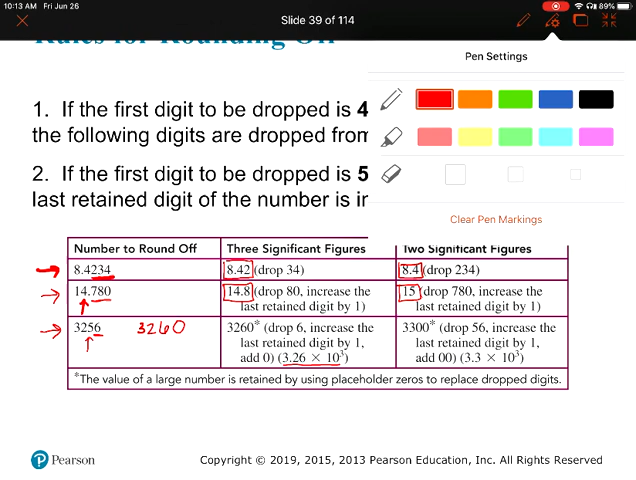 10:13 AM Fri Jun 26
89%
Slide 39 of 114
Rules for Rounding Off
Pen Settings
1. If the first digit to be dropped is 4
the following digits are dropped from
2. If the first digit to be dropped is 5
last retained digit of the number is in
Clear Pen Markings
Number to Round Off Three Significant Figures Two Significant Figures
8.4234 8.42 (drop 34) 8.4 (drop 234)
14.780 14.8 (drop 80, increase the 15 (drop 780, increase the
last retained digit by 1) last retained digit by 1)
3256 3260 3260* (drop 6, increase the 3300* (drop 56, increase the
last retained digit by 1, last retained digit by 1,
add 0) (3.26 × 10³) add 00) (3.3 × 10³)
*The value of a large number is retained by using placeholder zeros to replace dropped digits.
P Pearson
Copyright © 2019, 2015, 2013 Pearson Education, Inc. All Rights Reserved